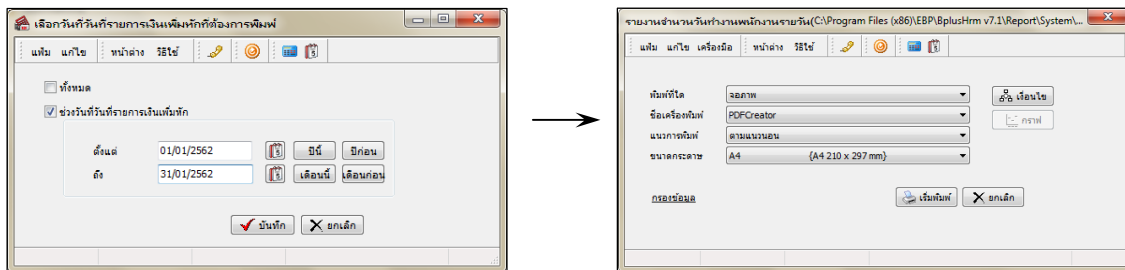 เลือกวันที่วันที่รายการเงินเพิ่มหักที่ต้องการพิมพ์
แฟ้ม แก้ไข หน้าต่าง วิธีใช้
ทั้งหมด
ช่วงวันที่วันที่รายการเงินเพิ่มหัก
ตั้งแต่ 01/01/2562 ปีนี้ ปีก่อน
ถึง 31/01/2562 เดือนนี้ เดือนก่อน
บันทึก ยกเลิก
รายงานจำนวนวันทำงานพนักงานรายวัน(C:\Program Files (x86)\EBP\BplusHrm v7.1\Report\System\...
แฟ้ม แก้ไข เครื่องมือ หน้าต่าง วิธีใช้
พิมพ์ที่ใด จอภาพ เงื่อนไข
ชื่อเครื่องพิมพ์ PDFCreator กราฟ
แนวการพิมพ์ ตามแนวนอน
ขนาดกระดาษ A4 {A4 210 x 297 mm}
กรองข้อมูล เริ่มพิมพ์ ยกเลิก